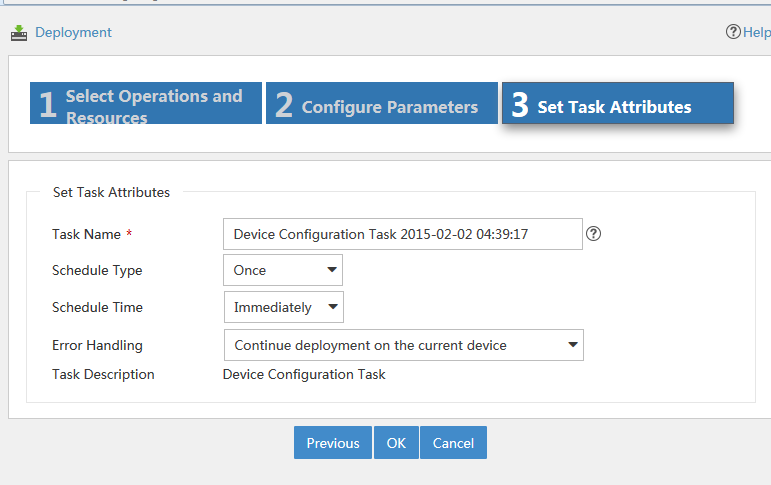 Deployment
Help
1 Select Operations and
Resources
2 Configure Parameters
3 Set Task Attributes
Set Task Attributes
Task Name * Device Configuration Task 2015-02-02 04:39:17 ?
Schedule Type Once
Schedule Time Immediately
Error Handling Continue deployment on the current device
Task Description Device Configuration Task
Previous OK Cancel